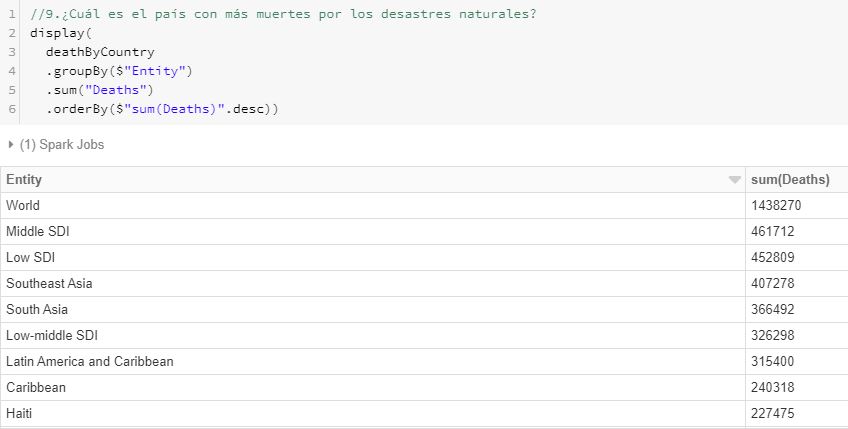 1 //9.¿Cuál es el país con más muertes por los desastres naturales?
2 display(
3 deathByCountry
4 .groupBy($"Entity")
5 .sum("Deaths")
6 .orderBy($"sum(Deaths)".desc))
(1) Spark Jobs
Entity sum(Deaths)
World 1438270
Middle SDI 461712
Low SDI 452809
Southeast Asia 407278
South Asia 366492
Low-middle SDI 326298
Latin America and Caribbean 315400
Caribbean 240318
Haiti 227475